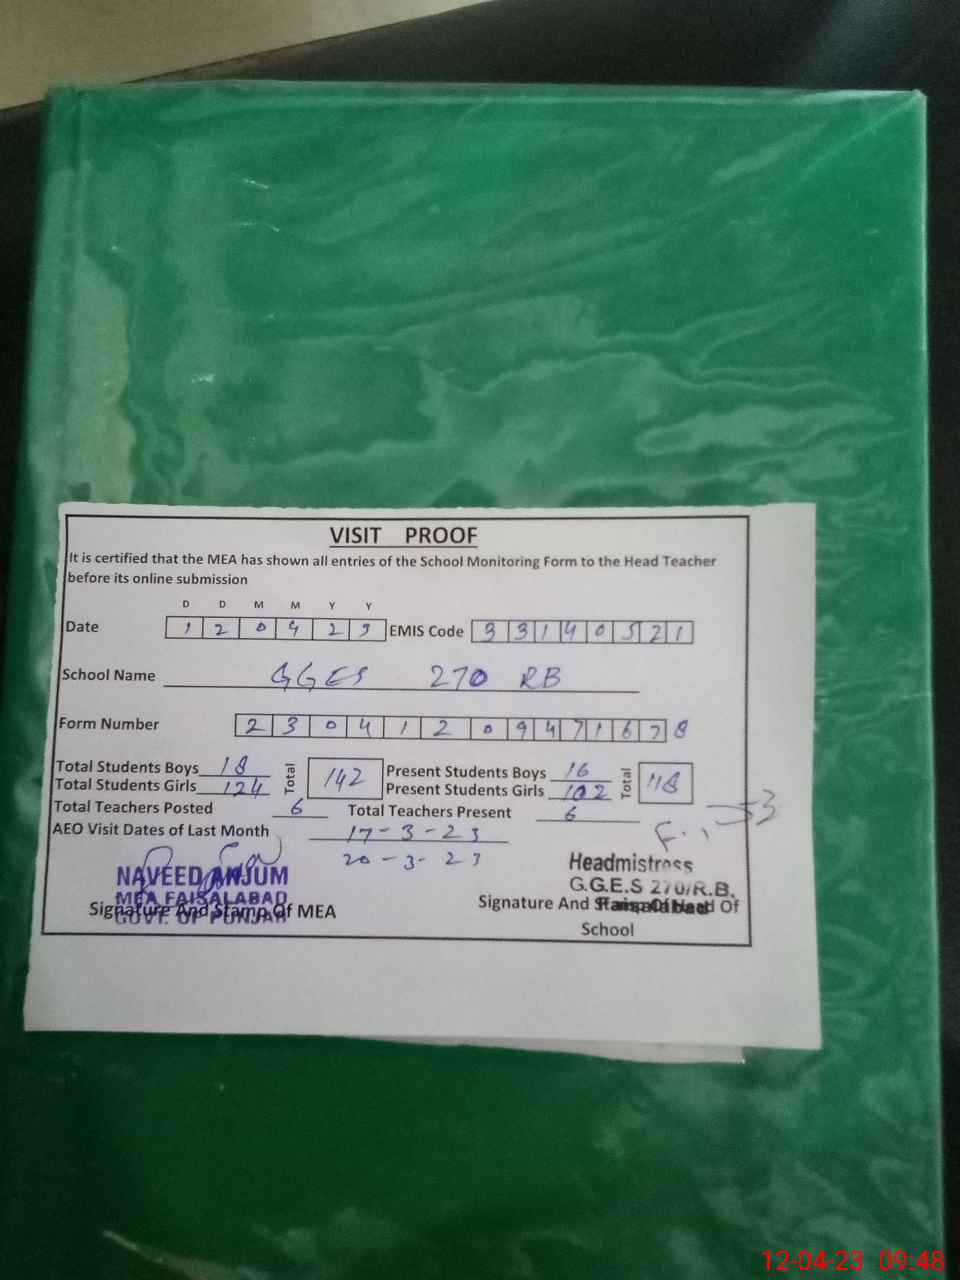 VISIT PROOF
It is certified that the MEA has shown all entries of the School Monitoring Form to the Head Teacher
before its online submission
D D M M Y Y
Date 1 2 0 4 2 3 EMIS Code 3 3 1 4 0 5 2 1
School Name GGES 270 RB
Form Number 2 3 0 4 1 2 0 9 4 7 1 6 7 8
Total Students Boys 18 Total 142 Present Students Boys 16 Total 118
Total Students Girls 124 Present Students Girls 102
Total Teachers Posted 6 Total Teachers Present 6
AEO Visit Dates of Last Month 17-3-23
20-3-23
NAVEED ANJUM
MEA FAISALABAD
GOVT. OF PUNJAB
Signature And Stamp Of MEA
Headmistress
G.G.E.S 270/R.B.
Faisalabad
Signature And Stamp Of Head Of
School
12-04-23 09:48